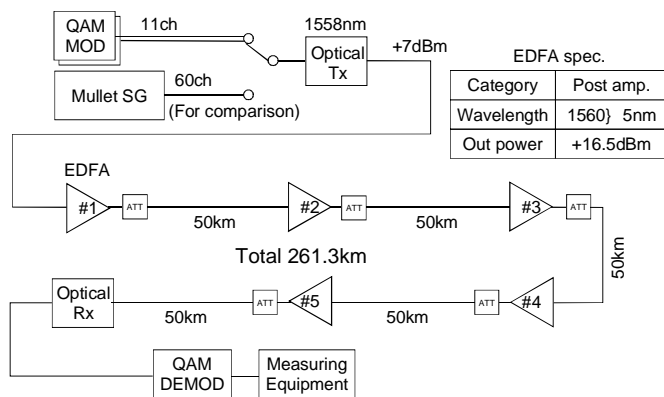 QAM
MOD
11ch
1558nm
Optical
Tx
+7dBm
Mullet SG
60ch
(For comparison)
EDFA spec.
Category Post amp.
Wavelength 1560} 5nm
Out power +16.5dBm
EDFA
#1 ATT #2 ATT #3 ATT
50km 50km
50km
Total 261.3km
Optical
Rx
ATT #5 ATT #4
50km 50km
QAM
DEMOD
Measuring
Equipment